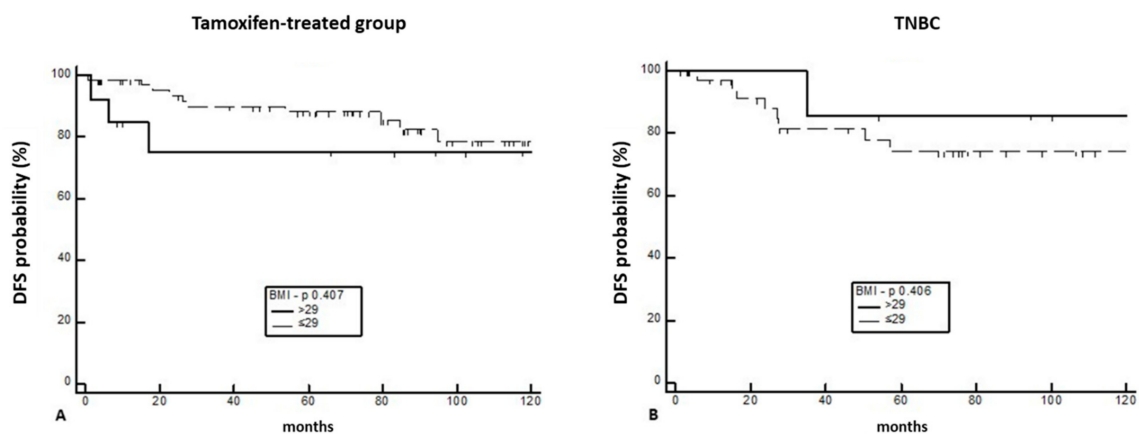 Tamoxifen-treated group
DFS probability (%)
100
80
60
40
20
0
BMI - p 0.407
>29
≤29
0 20 40 60 80 100 120
A
months
TNBC
DFS probability (%)
100
80
60
40
20
0
BMI - p 0.406
>29
≤29
0 20 40 60 80 100 120
B
months